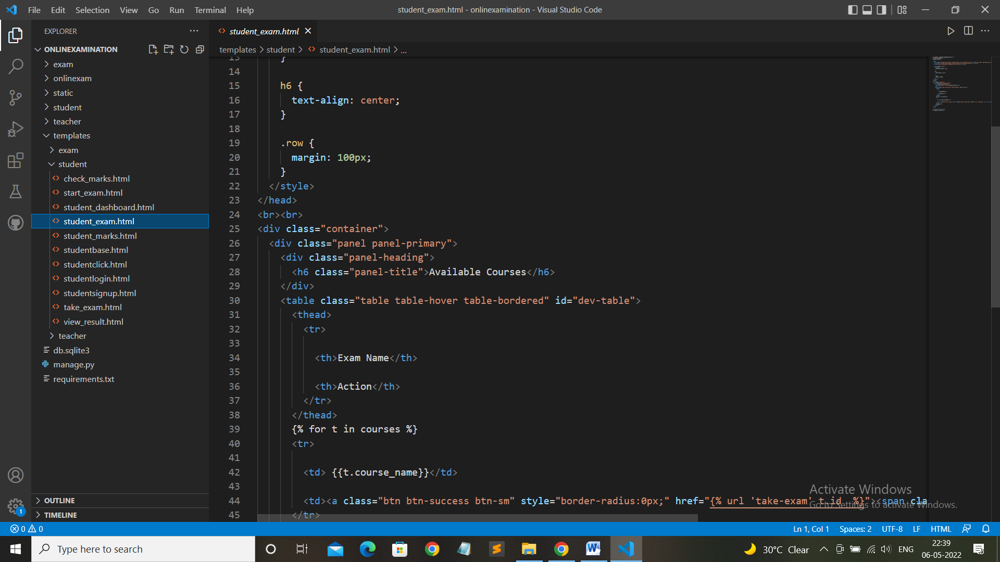 File Edit Selection View Go Run Terminal Help
student_exam.html - onlinexamination - Visual Studio Code
EXPLORER
ONLINEXAMINATION
exam
onlinexam
static
student
teacher
templates
exam
student
check_marks.html
start_exam.html
student_dashboard.html
student_exam.html
student_marks.html
studentbase.html
studentclick.html
studentlogin.html
studentsignup.html
take_exam.html
view_result.html
teacher
db.sqlite3
manage.py
requirements.txt
OUTLINE
TIMELINE
student_exam.html
templates > student > student_exam.html > ...
13 }
14
15 h6 {
16 text-align: center;
17 }
18
19 .row {
20 margin: 100px;
21 }
22 </style>
23 </head>
24 <br><br>
25 <div class="container">
26 <div class="panel panel-primary">
27 <div class="panel-heading">
28 <h6 class="panel-title">Available Courses</h6>
29 </div>
30 <table class="table table-hover table-bordered" id="dev-table">
31 <thead>
32 <tr>
33
34 <th>Exam Name</th>
35
36 <th>Action</th>
37 </tr>
38 </thead>
39 {% for t in courses %}
40 <tr>
41
42 <td> {{t.course_name}}</td>
43
44 <td><a class="btn btn-success btn-sm" style="border-radius:0px;" href="{% url 'take-exam' t.id %}"><span cla
45 </tr>
Activate Windows
Go to Settings to activate Windows.
1
0 0
Ln 1, Col 1 Spaces: 2 UTF-8 LF HTML
Type here to search
30°C Clear
ENG
22:39
06-05-2022